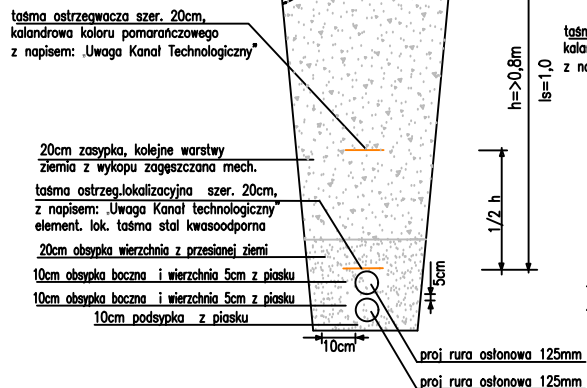 taśma ostrzegwacza szer. 20cm,
kalandrowa koloru pomarańczowego
z napisem: „Uwaga Kanał Technologiczny"
20cm zasypka, kolejne warstwy
ziemia z wykopu zagęszczana mech.
taśma ostrzeg.lokalizacyjna szer. 20cm,
z napisem: „Uwaga Kanał technologiczny"
element. lok. taśma stal kwasoodporna
20cm obsypka wierzchnia z przesianej ziemi
10cm obsypka boczna i wierzchnia 5cm z piasku
10cm obsypka boczna i wierzchnia 5cm z piasku
10cm podsypka z piasku
10cm
5cm
1/2 h
h=>0,8m
ls=1,0
proj rura osłonowa 125mm
proj rura osłonowa 125mm